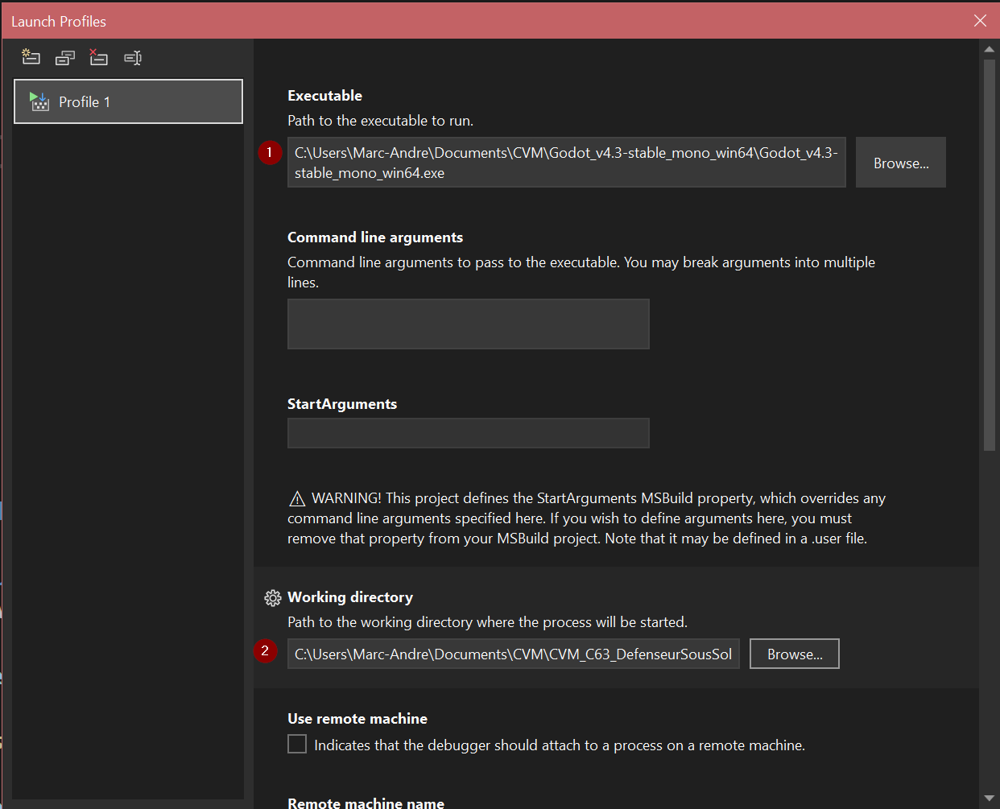 Launch Profiles
Profile 1
Executable
Path to the executable to run.
1
C:\Users\Marc-Andre\Documents\CVM\Godot_v4.3-stable_mono_win64\Godot_v4.3-
stable_mono_win64.exe
Browse...
Command line arguments
Command line arguments to pass to the executable. You may break arguments into multiple
lines.
StartArguments
WARNING! This project defines the StartArguments MSBuild property, which overrides any
command line arguments specified here. If you wish to define arguments here, you must
remove that property from your MSBuild project. Note that it may be defined in a .user file.
Working directory
Path to the working directory where the process will be started.
2
C:\Users\Marc-Andre\Documents\CVM\CVM_C63_DefenseurSousSol
Browse...
Use remote machine
Indicates that the debugger should attach to a process on a remote machine.
Remote machine name